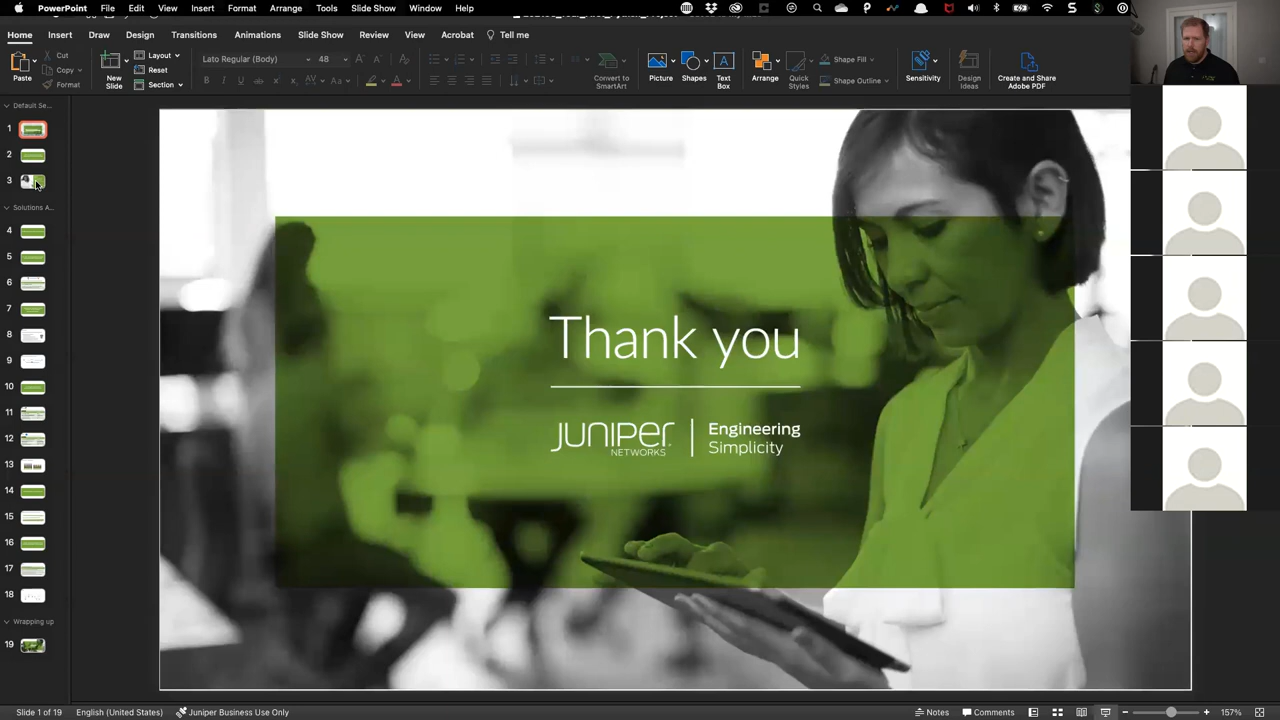 PowerPoint File Edit View Insert Format Arrange Tools Slide Show Window Help
Home Insert Draw Design Transitions Animations Slide Show Review View Acrobat Tell me
Paste
Cut
Copy
Format
New Slide
Layout
Reset
Section
Lato Regular (Body) 48
Convert to SmartArt
Picture
Shapes
Text Box
Arrange
Quick Styles
Shape Fill
Shape Outline
Sensitivity
Design Ideas
Create and Share Adobe PDF
Default Se...
1
2
3
Solutions A...
4
5
6
7
8
9
10
11
12
13
14
15
16
17
18
Wrapping up
19
Thank you
JUNIPER NETWORKS
Engineering
Simplicity
Slide 1 of 19 English (United States) Juniper Business Use Only Notes Comments 157%